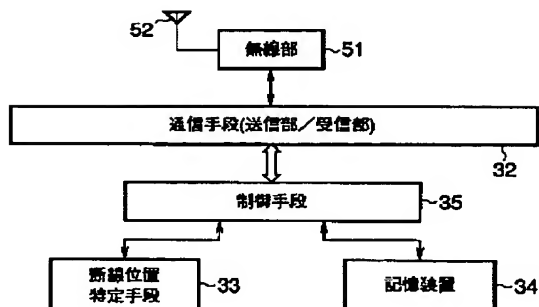 52
無線部
51
通信手段(送信部/受信部)
32
制御手段
35
断線位置
特定手段
33
記憶装置
34